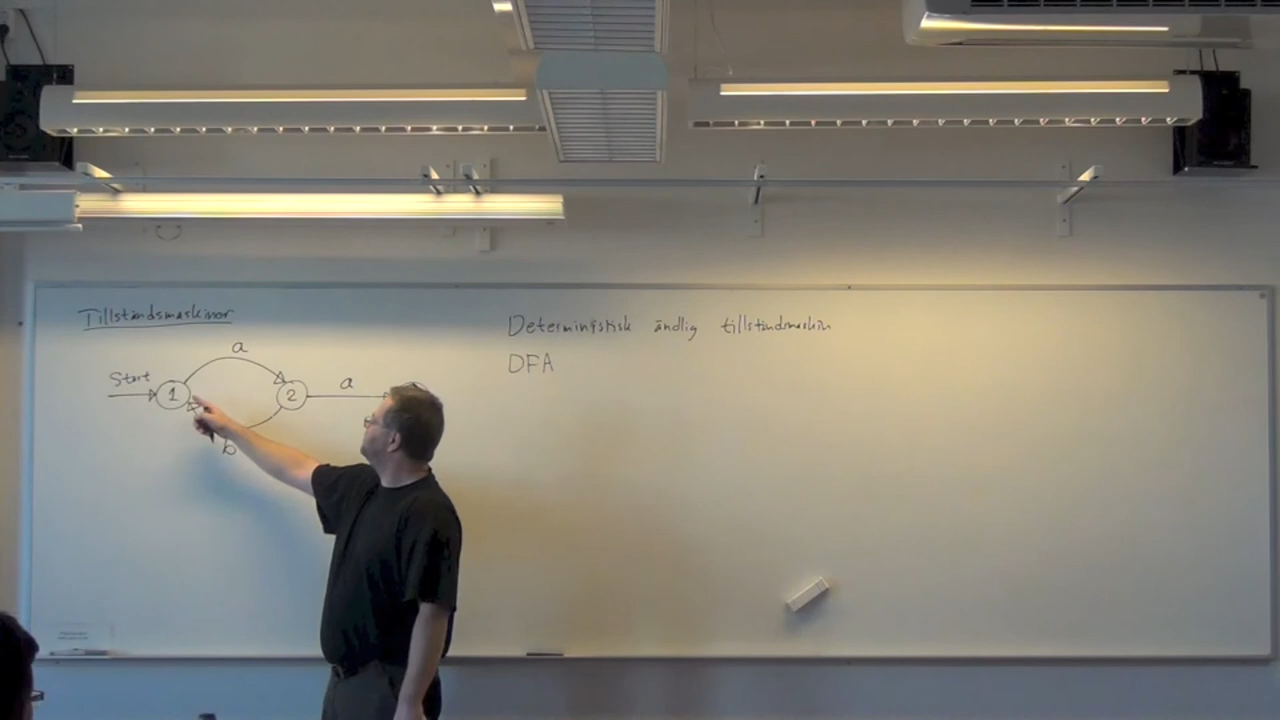 Tillståndsmaskiner
Deterministisk ändlig tillståndsmaskin
DFA
a
Start
1
2
a
b